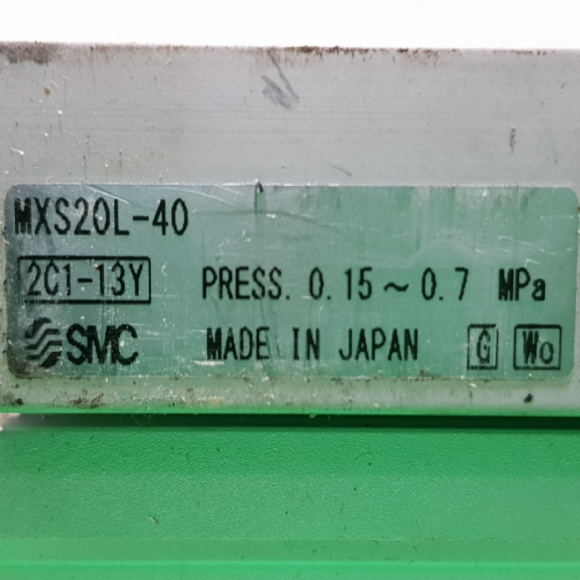 MXS20L-40
2C1-13Y PRESS. 0.15~0.7 MPa
SMC MADE IN JAPAN G Wo